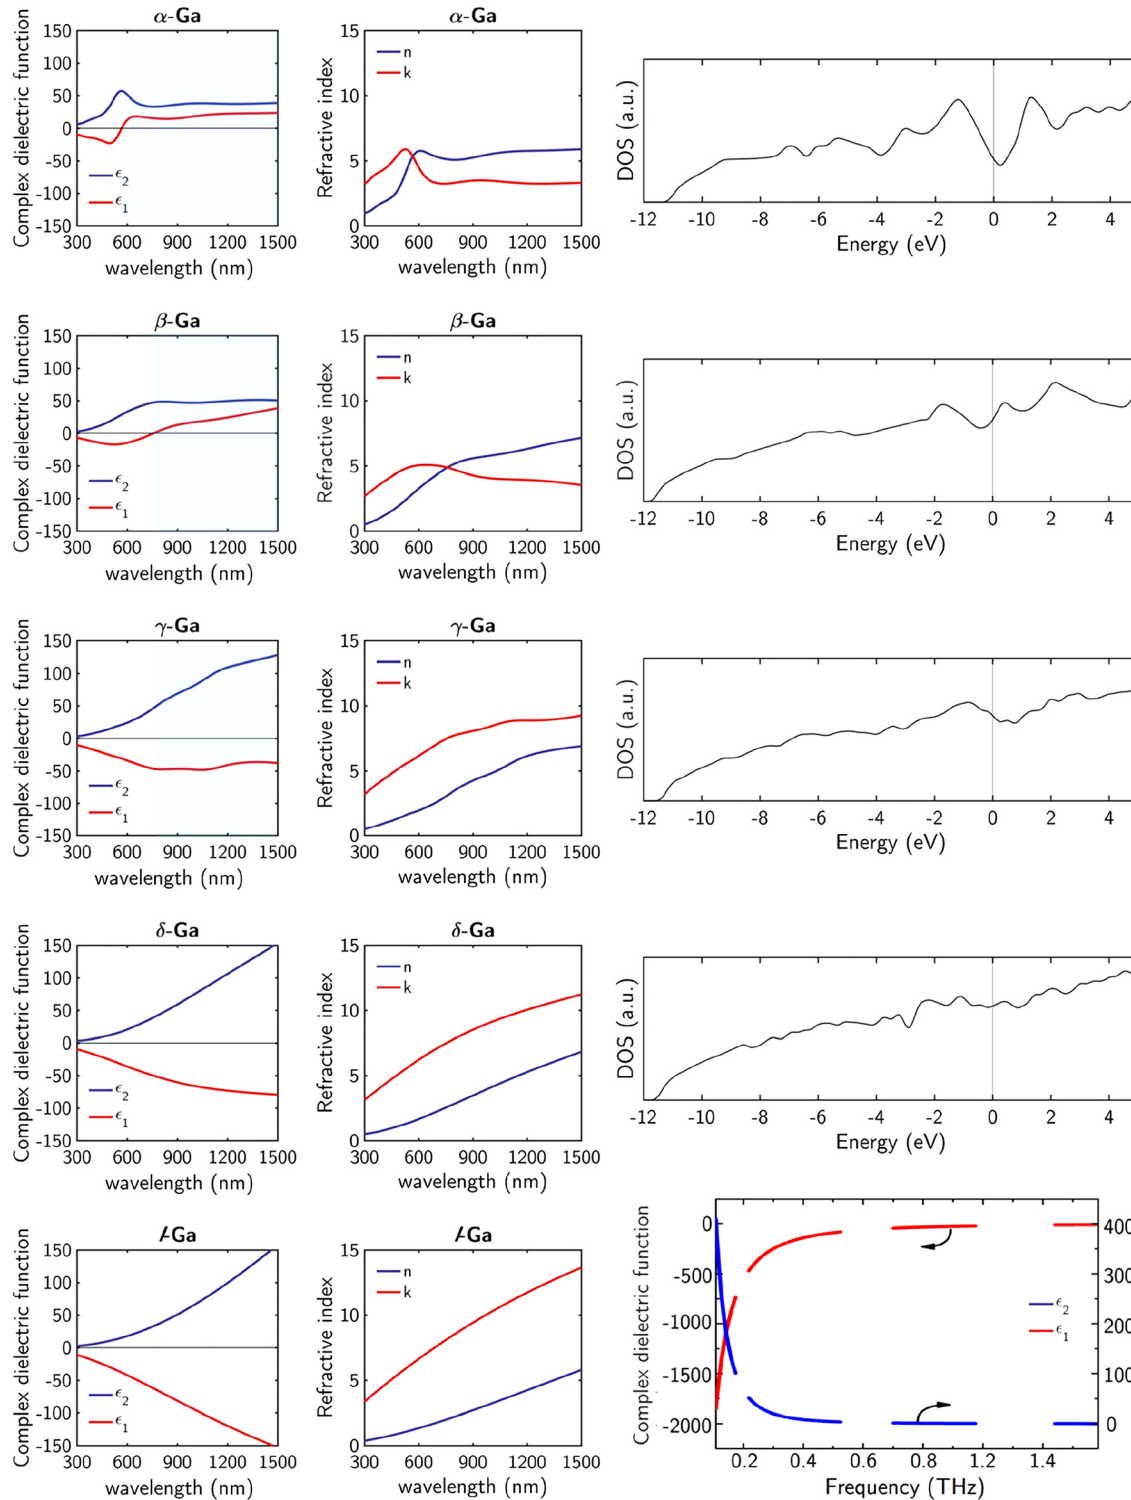 α-Ga
Complex dielectric function
150
100
50
0
-50
-100
-150
ϵ2
ϵ1
300 600 900 1200 1500
wavelength (nm)
α-Ga
Refractive index
15
10
5
0
n
k
300 600 900 1200 1500
wavelength (nm)
DOS (a.u.)
-12 -10 -8 -6 -4 -2 0 2 4
Energy (eV)
β-Ga
Complex dielectric function
150
100
50
0
-50
-100
-150
ϵ2
ϵ1
300 600 900 1200 1500
wavelength (nm)
β-Ga
Refractive index
15
10
5
0
n
k
300 600 900 1200 1500
wavelength (nm)
DOS (a.u.)
-12 -10 -8 -6 -4 -2 0 2 4
Energy (eV)
γ-Ga
Complex dielectric function
150
100
50
0
-50
-100
-150
ϵ2
ϵ1
300 600 900 1200 1500
wavelength (nm)
γ-Ga
Refractive index
15
10
5
0
n
k
300 600 900 1200 1500
wavelength (nm)
DOS (a.u.)
-12 -10 -8 -6 -4 -2 0 2 4
Energy (eV)
δ-Ga
Complex dielectric function
150
100
50
0
-50
-100
-150
ϵ2
ϵ1
300 600 900 1200 1500
wavelength (nm)
δ-Ga
Refractive index
15
10
5
0
n
k
300 600 900 1200 1500
wavelength (nm)
DOS (a.u.)
-12 -10 -8 -6 -4 -2 0 2 4
Energy (eV)
l-Ga
Complex dielectric function
150
100
50
0
-50
-100
-150
ϵ2
ϵ1
300 600 900 1200 1500
wavelength (nm)
l-Ga
Refractive index
15
10
5
0
n
k
300 600 900 1200 1500
wavelength (nm)
Complex dielectric function
0
-500
-1000
-1500
-2000
ϵ2
ϵ1
0.2 0.4 0.6 0.8 1.0 1.2 1.4
Frequency (THz)
0